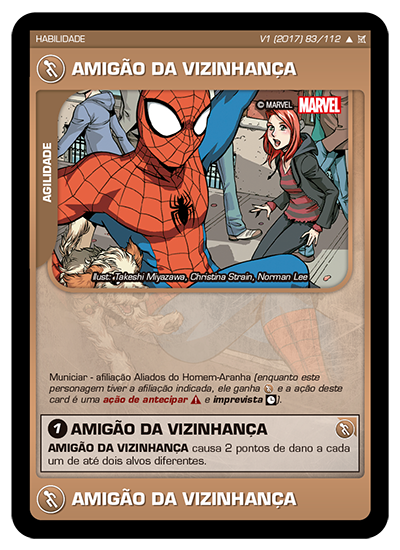 HABILIDADE
V1 (2017) 83/112
AMIGÃO DA VIZINHANÇA
© MARVEL MARVEL
AGILIDADE
Illust: Takeshi Miyazawa, Christina Strain, Norman Lee
Municiar - afiliação Aliados do Homem-Aranha (enquanto este
personagem tiver a afiliação indicada, ele ganha e a ação deste
card é uma ação de antecipar e imprevista ).
1 AMIGÃO DA VIZINHANÇA
AMIGÃO DA VIZINHANÇA causa 2 pontos de dano a cada
um de até dois alvos diferentes.
AMIGÃO DA VIZINHANÇA